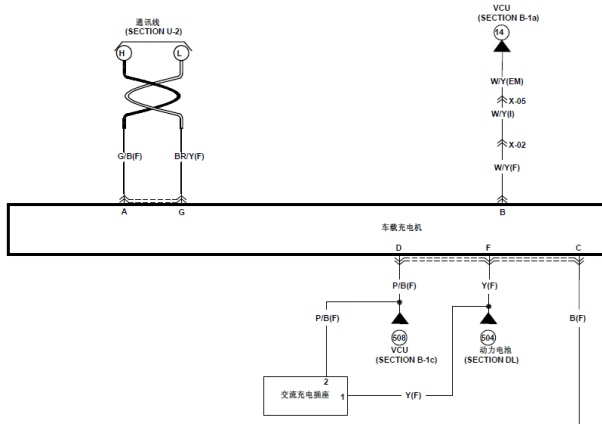 通讯线
(SECTION U-2)
H
L
VCU
(SECTION B-1a)
14
W/Y(EM)
X-05
W/Y(I)
X-02
W/Y(F)
G/B(F)
BR/Y(F)
A
G
B
车载充电机
D
F
C
P/B(F)
Y(F)
P/B(F)
B(F)
508
504
VCU
(SECTION B-1c)
动力电池
(SECTION DL)
2
交流充电插座
1
Y(F)